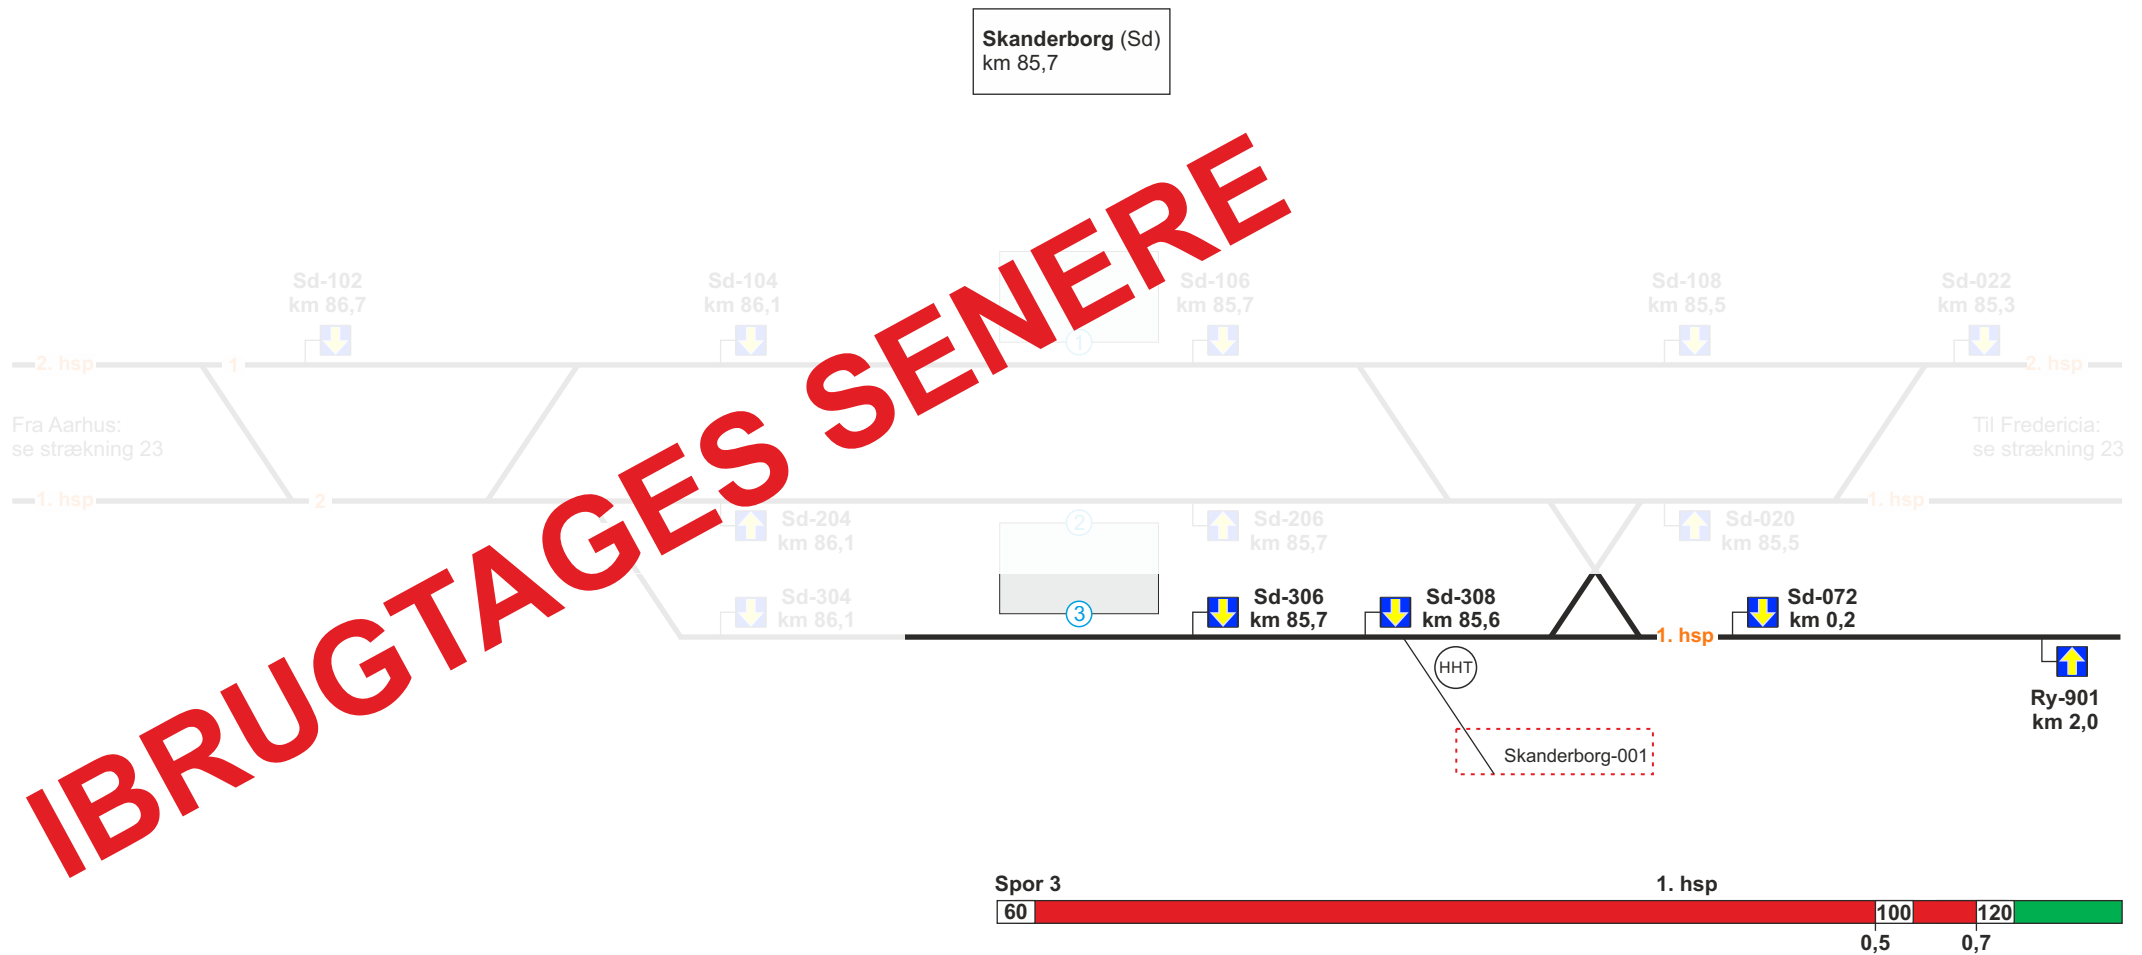 Skanderborg (Sd)
km 85,7
IBRUGTAGES SENERE
Sd-102
km 86,7
Sd-104
km 86,1
Sd-106
km 85,7
Sd-108
km 85,5
Sd-022
km 85,3
1
2. hsp
1
2. hsp
Fra Aarhus:
se strækning 23
Til Fredericia:
se strækning 23
1. hsp
2
1. hsp
Sd-204
km 86,1
2
Sd-206
km 85,7
Sd-020
km 85,5
Sd-304
km 86,1
3
Sd-306
km 85,7
Sd-308
km 85,6
Sd-072
km 0,2
1. hsp
HHT
Ry-901
km 2,0
Skanderborg-001
Spor 3
1. hsp
60
100
120
0,5
0,7